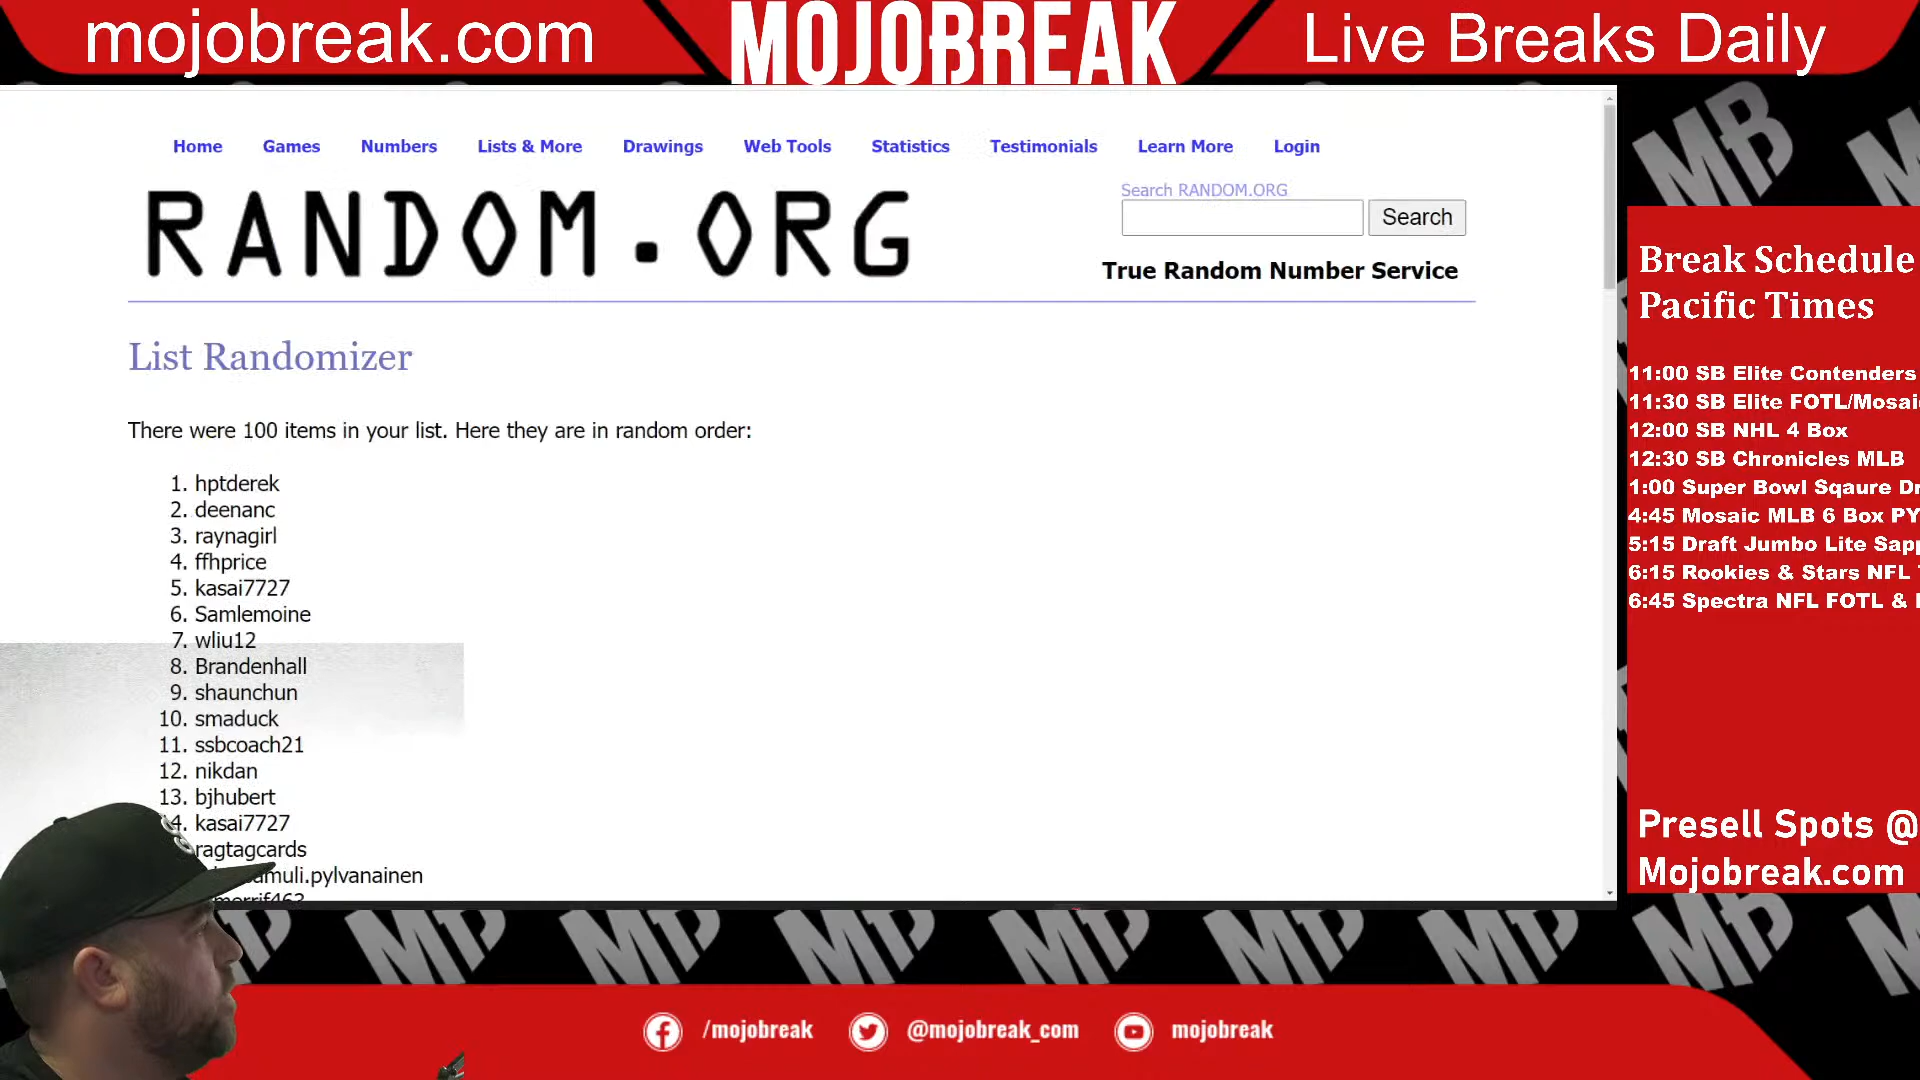 mojobreak.com
MOJOBREAK
Live Breaks Daily
Home Games Numbers Lists & More Drawings Web Tools Statistics Testimonials Learn More Login
RANDOM.ORG
Search RANDOM.ORG
Search
True Random Number Service
List Randomizer
There were 100 items in your list. Here they are in random order:
1. hptderek
2. deenanc
3. raynagirl
4. ffhprice
5. kasai7727
6. Samlemoine
7. wliu12
8. Brandenhall
9. shaunchun
10. smaduck
11. ssbcoach21
12. nikdan
13. bjhubert
14. kasai7727
ragtagcards
amuli.pylvanainen
Break Schedule
Pacific Times
11:00 SB Elite Contenders
11:30 SB Elite FOTL/Mosai
12:00 SB NHL 4 Box
12:30 SB Chronicles MLB
1:00 Super Bowl Sqaure Dr
4:45 Mosaic MLB 6 Box PY
5:15 Draft Jumbo Lite Sapp
6:15 Rookies & Stars NFL
6:45 Spectra NFL FOTL &
Presell Spots @
Mojobreak.com
MB
/mojobreak @mojobreak_com mojobreak